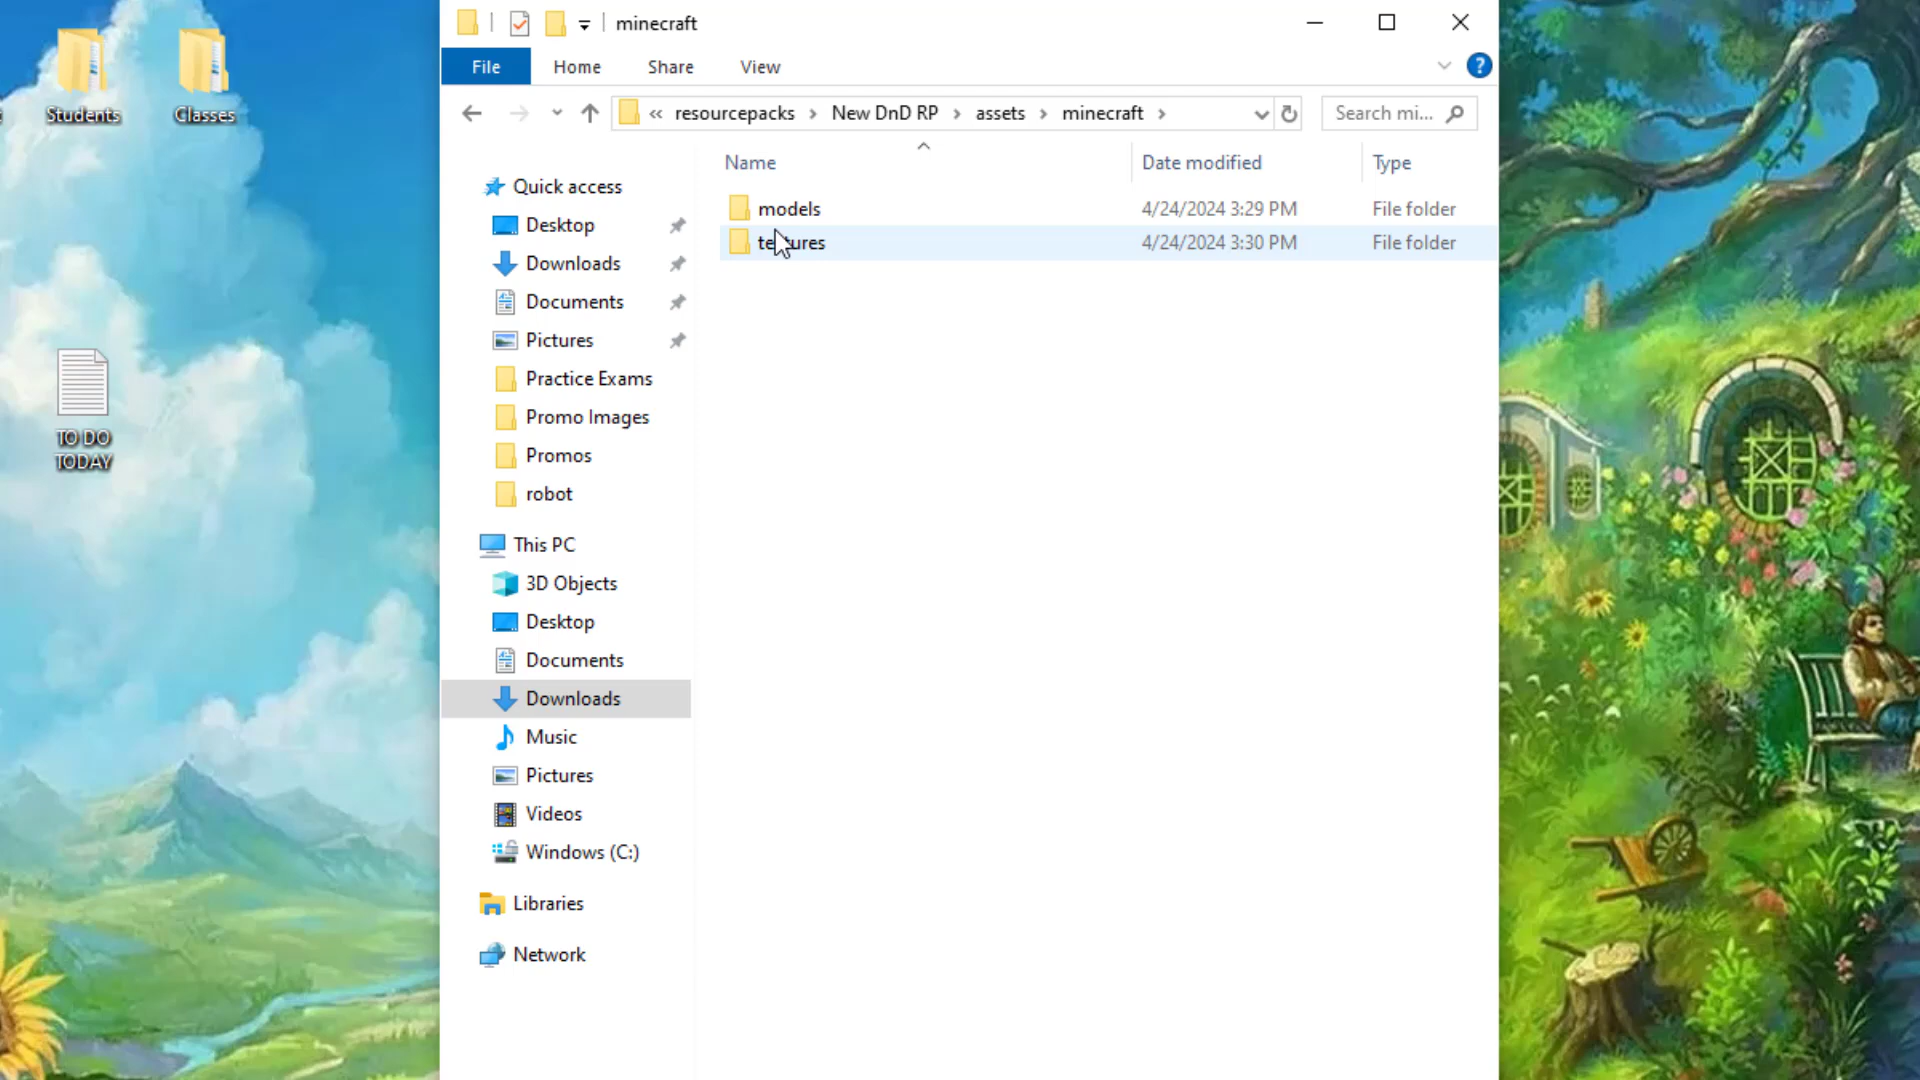 minecraft
File
Home
Share
View
?
« resourcepacks > New DnD RP > assets > minecraft >
Search mi...
Name
Date modified
Type
models
4/24/2024 3:29 PM
File folder
4/24/2024 3:30 PM
File folder
Quick access
Desktop
Downloads
Documents
Pictures
Practice Exams
Promo Images
Promos
robot
This PC
3D Objects
Desktop
Documents
Downloads
Music
Pictures
Videos
Windows (C:)
Libraries
Network
Students
Classes
TO DO
TODAY